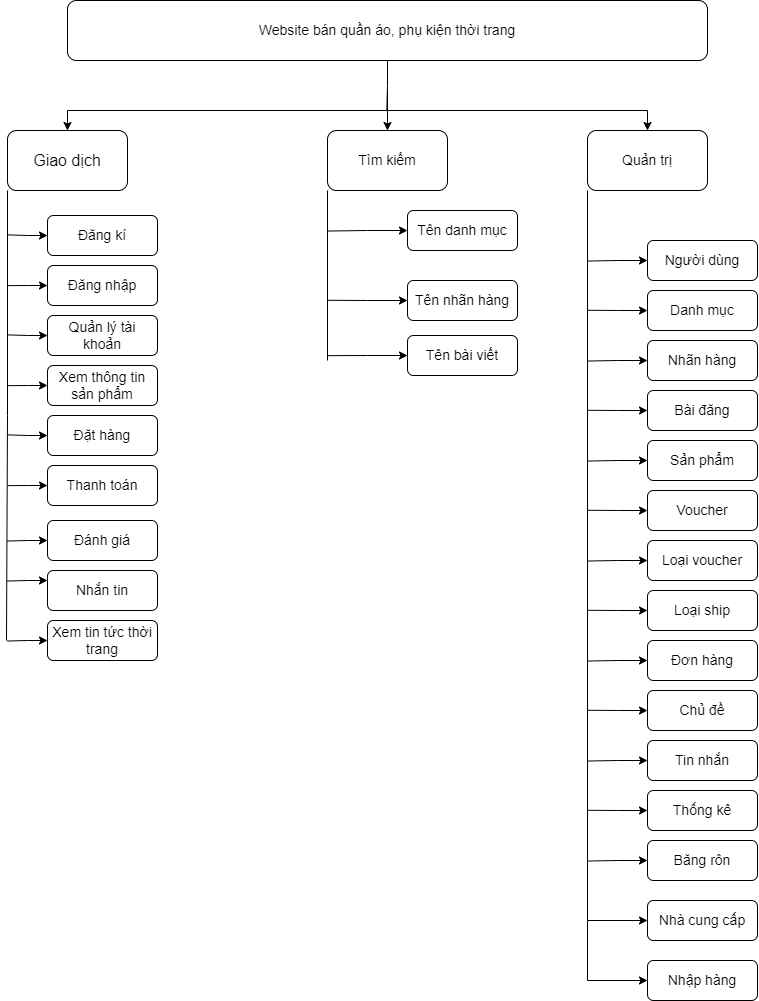 Website bán quần áo, phụ kiện thời trang
Giao dịch
Tìm kiếm
Quản trị
Đăng kí
Đăng nhập
Quản lý tài
khoản
Xem thông tin
sản phẩm
Đặt hàng
Thanh toán
Đánh giá
Nhắn tin
Xem tin tức thời
trang
Tên danh mục
Tên nhãn hàng
Tên bài viết
Người dùng
Danh mục
Nhãn hàng
Bài đăng
Sản phẩm
Voucher
Loại voucher
Loại ship
Đơn hàng
Chủ đề
Tin nhắn
Thống kê
Băng rôn
Nhà cung cấp
Nhập hàng